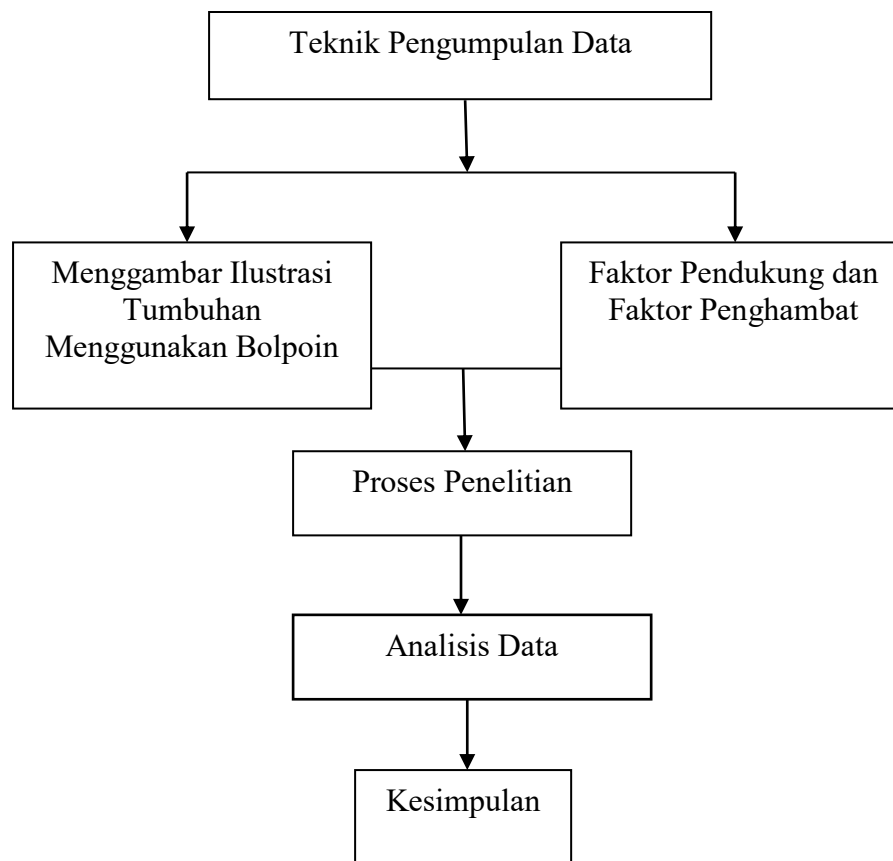 Teknik Pengumpulan Data
Menggambar Ilustrasi
Tumbuhan
Menggunakan Bolpoin
Faktor Pendukung dan
Faktor Penghambat
Proses Penelitian
Analisis Data
Kesimpulan